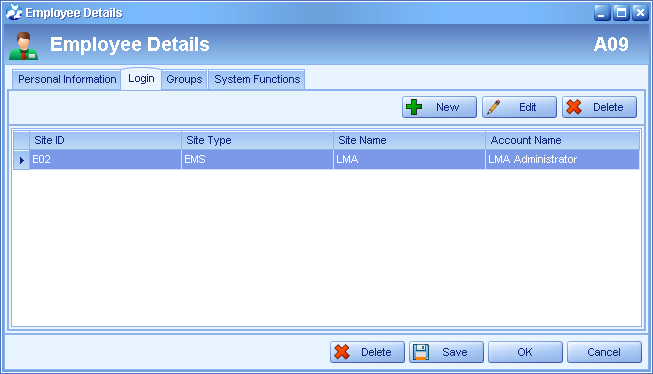 Employee Details
Employee Details A09
Personal Information Login Groups System Functions
New Edit Delete
Site ID Site Type Site Name Account Name
E02 EMS LMA LMA Administrator
Delete Save OK Cancel